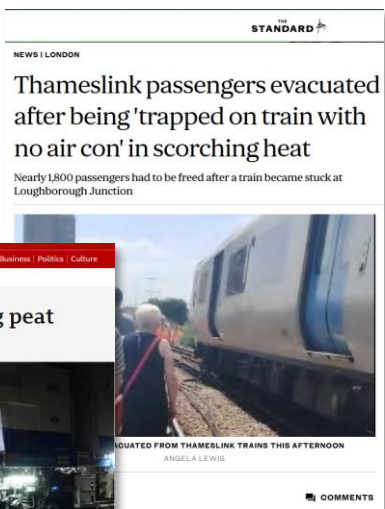 THE
STANDARD
NEWS | LONDON
Thameslink passengers evacuated
after being 'trapped on train with
no air con' in scorching heat
Nearly 1,800 passengers had to be freed after a train became stuck at
Loughborough Junction
Business | Politics | Culture
peat
FROM THAMESLINK TRAINS THIS AFTERNOON
ANGELA LEWIS
COMMENTS